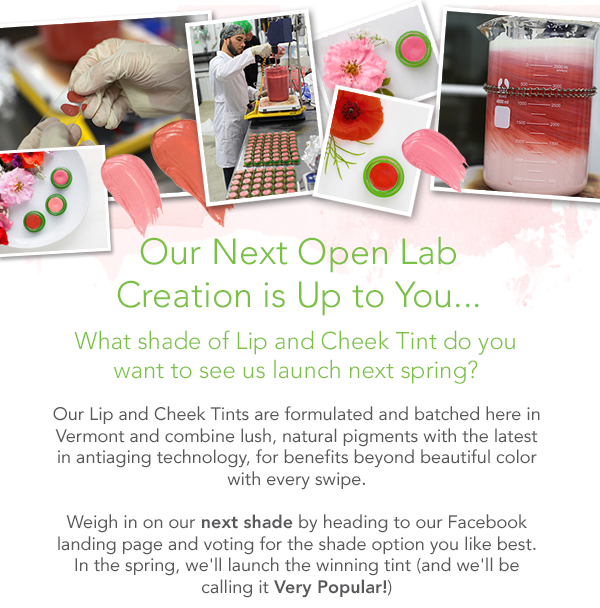 Our Next Open Lab
Creation is Up to You...
What shade of Lip and Cheek Tint do you
want to see us launch next spring?
Our Lip and Cheek Tints are formulated and batched here in
Vermont and combine lush, natural pigments with the latest
in antiaging technology, for benefits beyond beautiful color
with every swipe.
Weigh in on our next shade by heading to our Facebook
landing page and voting for the shade option you like best.
In the spring, we'll launch the winning tint (and we'll be
calling it Very Popular!)